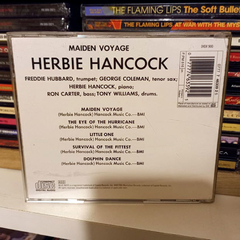 THE FLAMING LIPS The Soft Bulletin
THE FLAMING LIPS AT WAR WITH THE MYSTICS
MAIDEN VOYAGE
HERBIE HANCOCK
FREDDIE HUBBARD, trumpet; GEORGE COLEMAN, tenor sax;
HERBIE HANCOCK, piano;
RON CARTER, bass; TONY WILLIAMS, drums.
MAIDEN VOYAGE
(Herbie Hancock) Hancock Music Co.—BMI
THE EYE OF THE HURRICANE
(Herbie Hancock) Hancock Music Co.—BMI
LITTLE ONE
(Herbie Hancock) Hancock Music Co.—BMI
SURVIVAL OF THE FITTEST
(Herbie Hancock) Hancock Music Co.—BMI
DOLPHIN DANCE
(Herbie Hancock) Hancock Music Co.—BMI